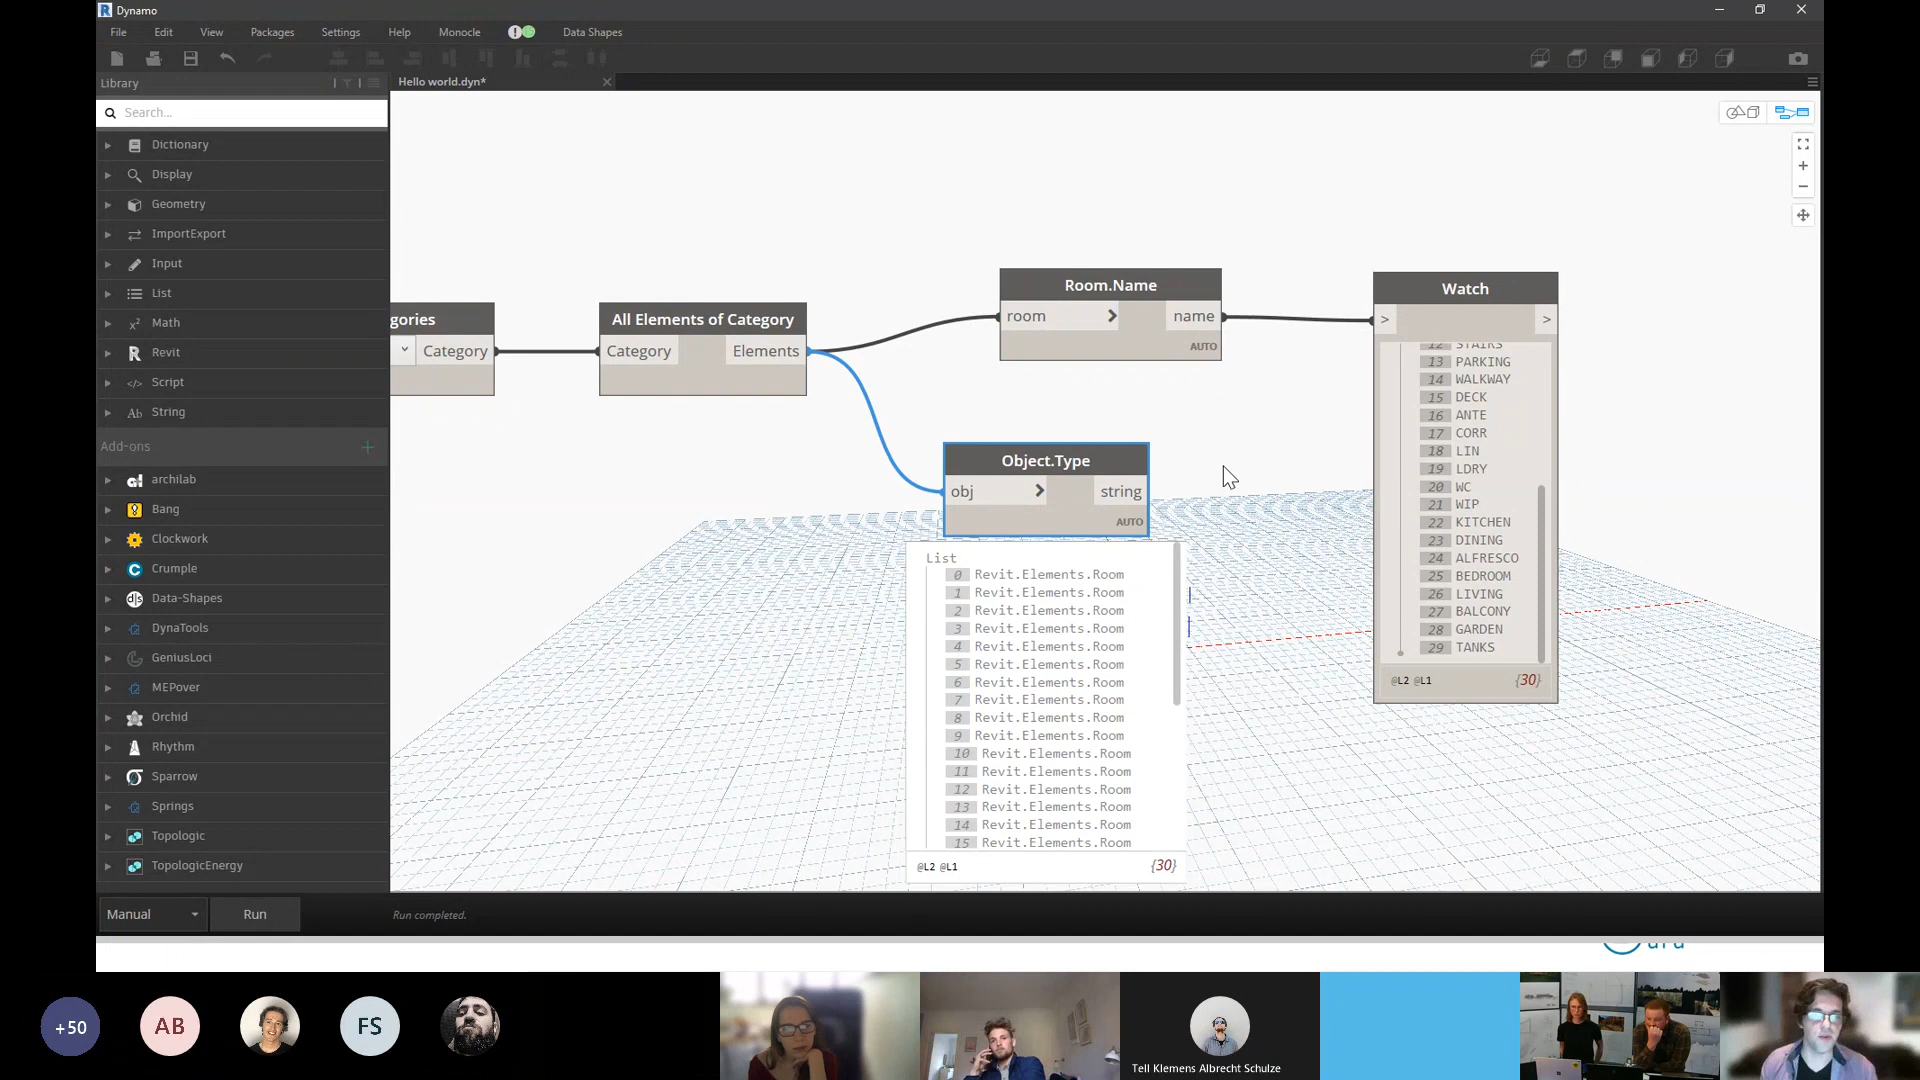 Dynamo
File Edit View Packages Settings Help Monocle Data Shapes
Library
Hello world.dyn*
Search...
Dictionary
Display
Geometry
ImportExport
Input
List
Math
Revit
Script
String
Add-ons
archilab
Bang
Clockwork
Crumple
Data-Shapes
DynaTools
GeniusLoci
MEPover
Orchid
Rhythm
Sparrow
Springs
Topologic
TopologicEnergy
gories
Category
All Elements of Category
Category Elements
Room.Name
room > name
AUTO
Object.Type
obj > string
AUTO
List
0 Revit.Elements.Room
1 Revit.Elements.Room
2 Revit.Elements.Room
3 Revit.Elements.Room
4 Revit.Elements.Room
5 Revit.Elements.Room
6 Revit.Elements.Room
7 Revit.Elements.Room
8 Revit.Elements.Room
9 Revit.Elements.Room
10 Revit.Elements.Room
11 Revit.Elements.Room
12 Revit.Elements.Room
13 Revit.Elements.Room
14 Revit.Elements.Room
15 Revit.Elements.Room
@L2 @L1 {30}
Watch
> >
12 STAIRS
13 PARKING
14 WALKWAY
15 DECK
16 ANTE
17 CORR
18 LIN
19 LDRY
20 WC
21 WIP
22 KITCHEN
23 DINING
24 ALFRESCO
25 BEDROOM
26 LIVING
27 BALCONY
28 GARDEN
29 TANKS
@L2 @L1 {30}
Manual Run Run completed.
+50 AB FS
Tell Klemens Albrecht Schulze